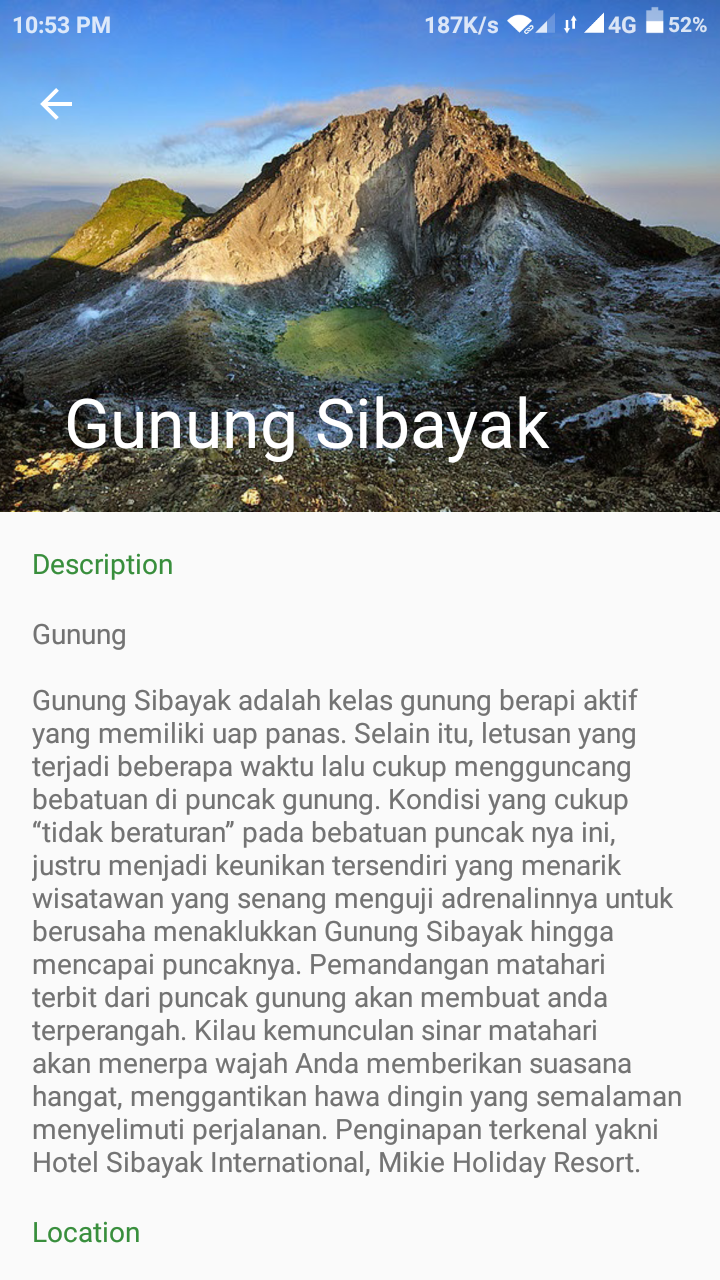 10:53 PM 187K/s 4G 52%
Gunung Sibayak
Description
Gunung
Gunung Sibayak adalah kelas gunung berapi aktif
yang memiliki uap panas. Selain itu, letusan yang
terjadi beberapa waktu lalu cukup mengguncang
bebatuan di puncak gunung. Kondisi yang cukup
“tidak beraturan” pada bebatuan puncak nya ini,
justru menjadi keunikan tersendiri yang menarik
wisatawan yang senang menguji adrenalinnya untuk
berusaha menaklukkan Gunung Sibayak hingga
mencapai puncaknya. Pemandangan matahari
terbit dari puncak gunung akan membuat anda
terperangah. Kilau kemunculan sinar matahari
akan menerpa wajah Anda memberikan suasana
hangat, menggantikan hawa dingin yang semalaman
menyelimuti perjalanan. Penginapan terkenal yakni
Hotel Sibayak International, Mikie Holiday Resort.
Location